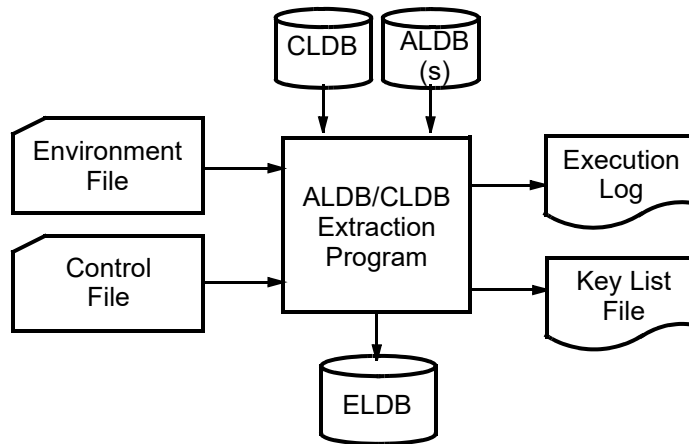 CLDB
ALDB
(s)
Environment
File
ALDB/CLDB
Extraction
Program
Execution
Log
Control
File
Key List
File
ELDB